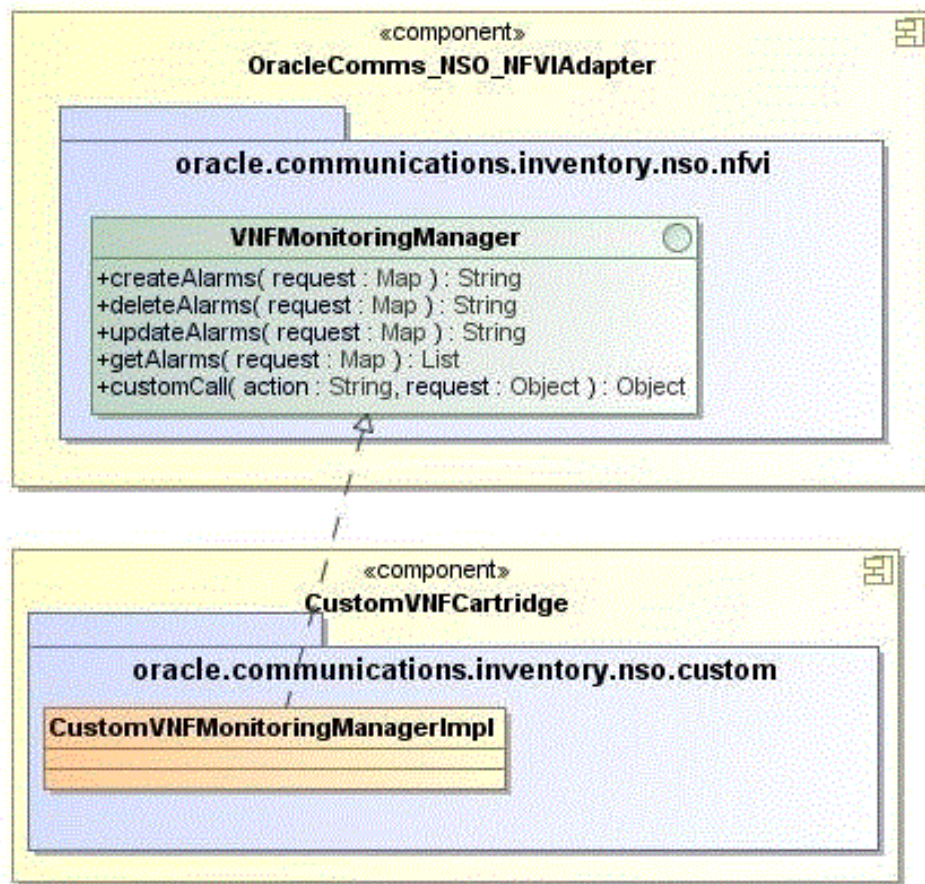 «component»
OracleComms_NSO_NFVIAdapter
oracle.communications.inventory.nso.nfvi
VNFMonitoringManager
+createAlarms( request : Map ) : String
+deleteAlarms( request : Map ) : String
+updateAlarms( request : Map ) : String
+getAlarms( request : Map ) : List
+customCall( action : String, request : Object ) : Object
«component»
CustomVNFCartridge
oracle.communications.inventory.nso.custom
CustomVNFMonitoringManagerImpl